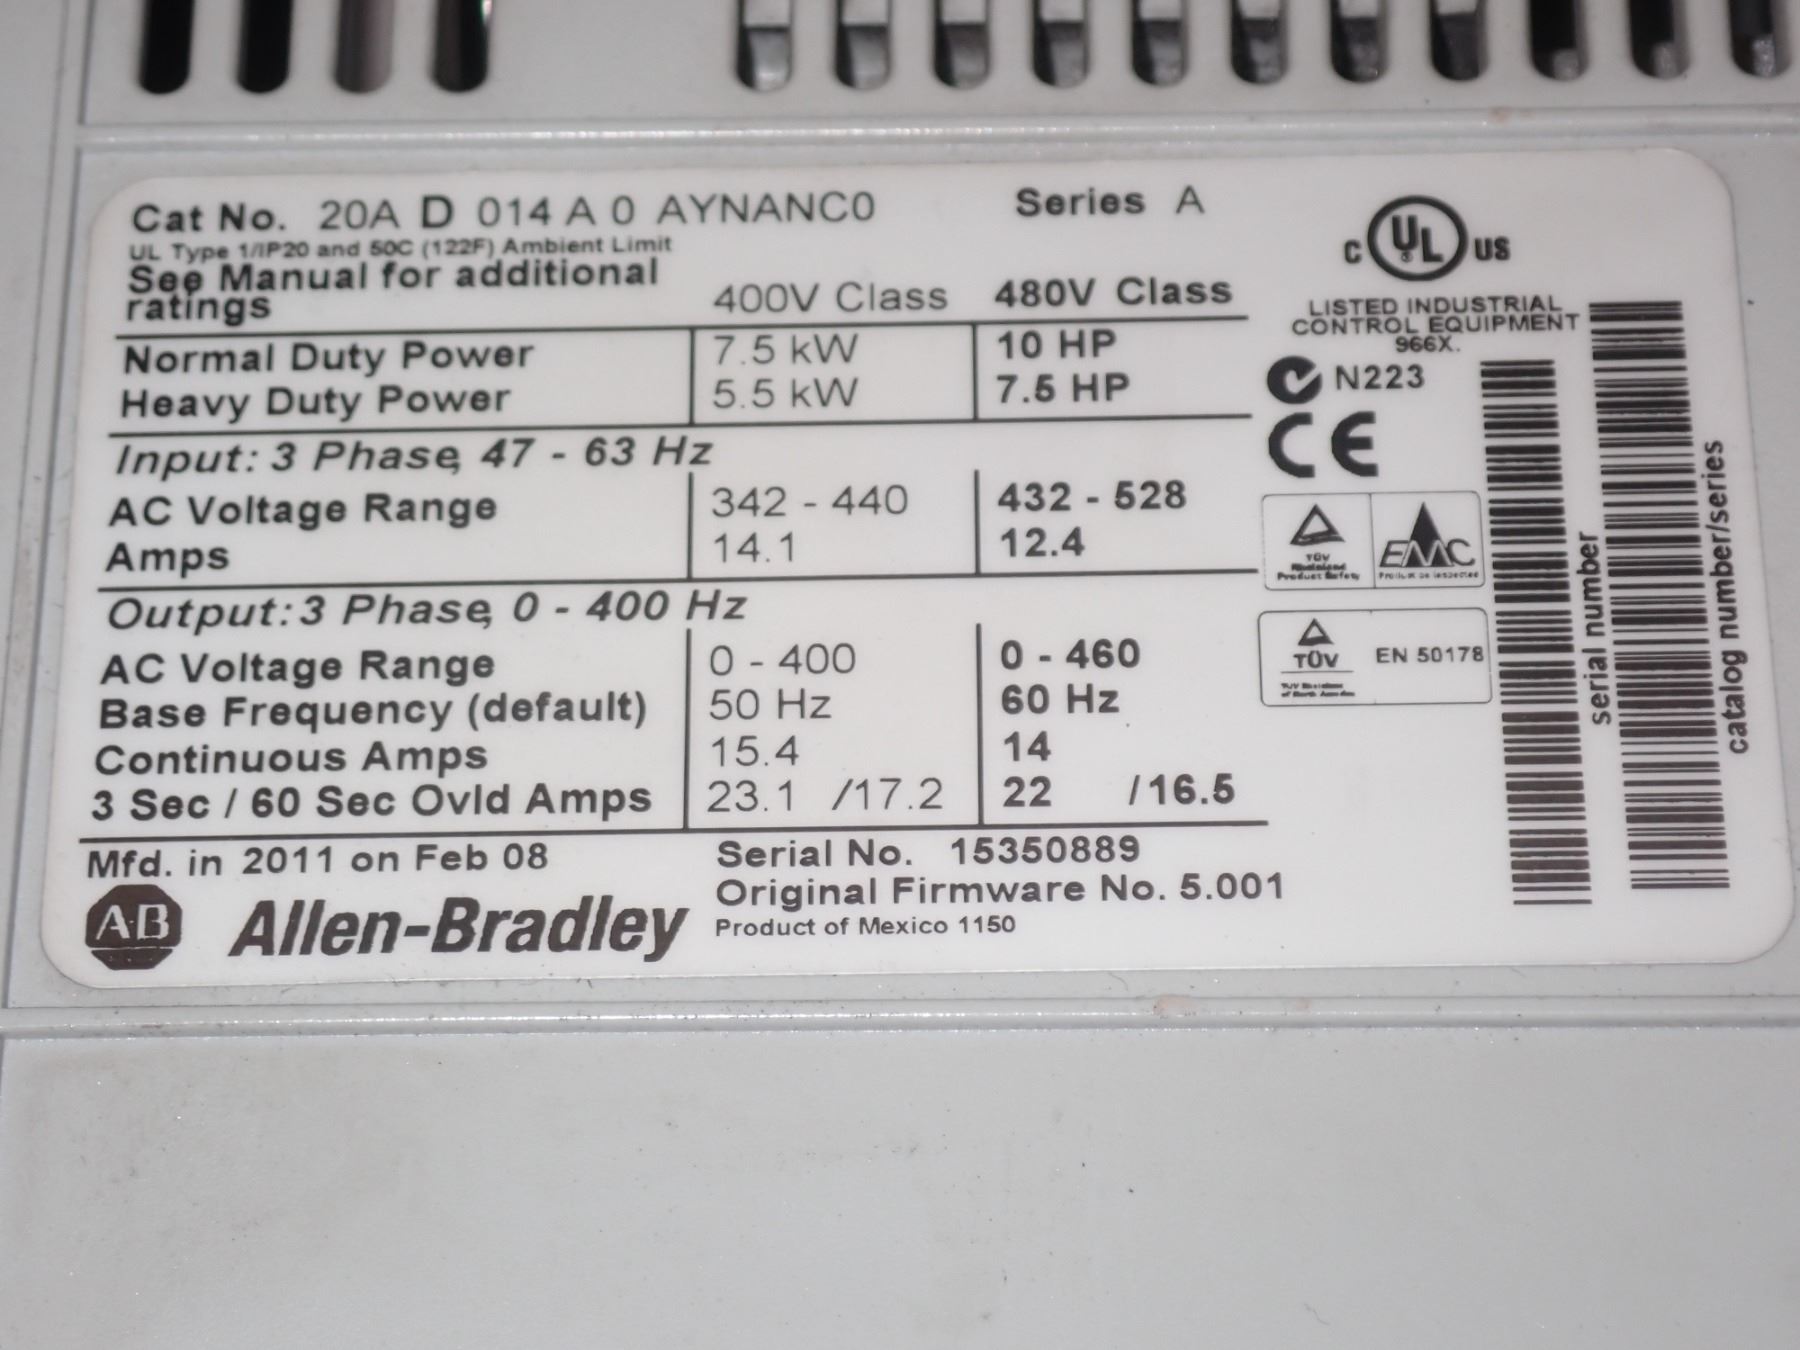 Cat No. 20A D 014 A 0 AYNANC0 Series A
UL Type 1/IP20 and 50C (122F) Ambient Limit
See Manual for additional
ratings 400V Class 480V Class
Normal Duty Power 7.5 kW 10 HP
Heavy Duty Power 5.5 kW 7.5 HP
Input: 3 Phase, 47 - 63 Hz
AC Voltage Range 342 - 440 432 - 528
Amps 14.1 12.4
Output: 3 Phase, 0 - 400 Hz
AC Voltage Range 0 - 400 0 - 460
Base Frequency (default) 50 Hz 60 Hz
Continuous Amps 15.4 14
3 Sec / 60 Sec Ovld Amps 23.1 /17.2 22 /16.5
Mfd. in 2011 on Feb 08
Serial No. 15350889
Original Firmware No. 5.001
Product of Mexico 1150
A-B Allen-Bradley
C UL US
LISTED INDUSTRIAL
CONTROL EQUIPMENT
966X.
N223
CE
TÜV
Rheinland
Product Safety
EMC
TÜV EN 50178
serial number
catalog number/series